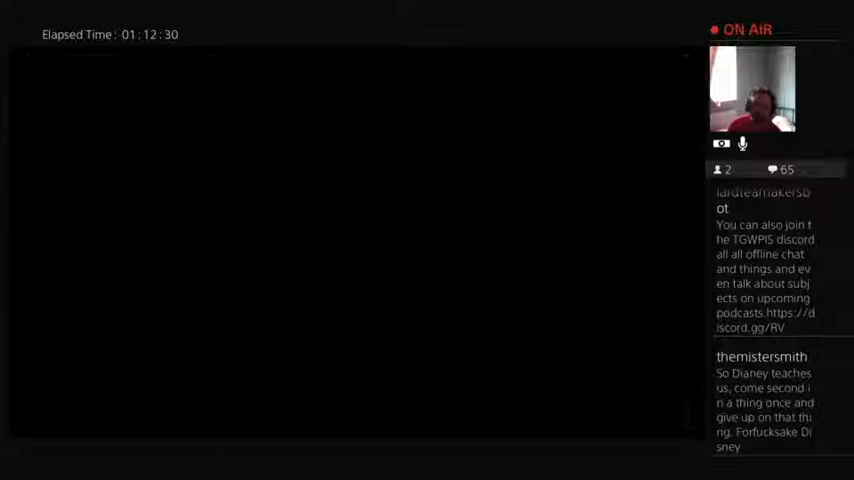 Elapsed Time: 01:12:30
ON AIR
2
65
lardteamakersb
ot
You can also join t
he TGWPIS discord
all all offline chat
and things and ev
en talk about subj
ects on upcoming
podcasts https://d
iscord.gg/RV
themistersmith
So Dianey teaches
us, come second i
n a thing once and
give up on that thi
ng. Forfucksake Di
sney